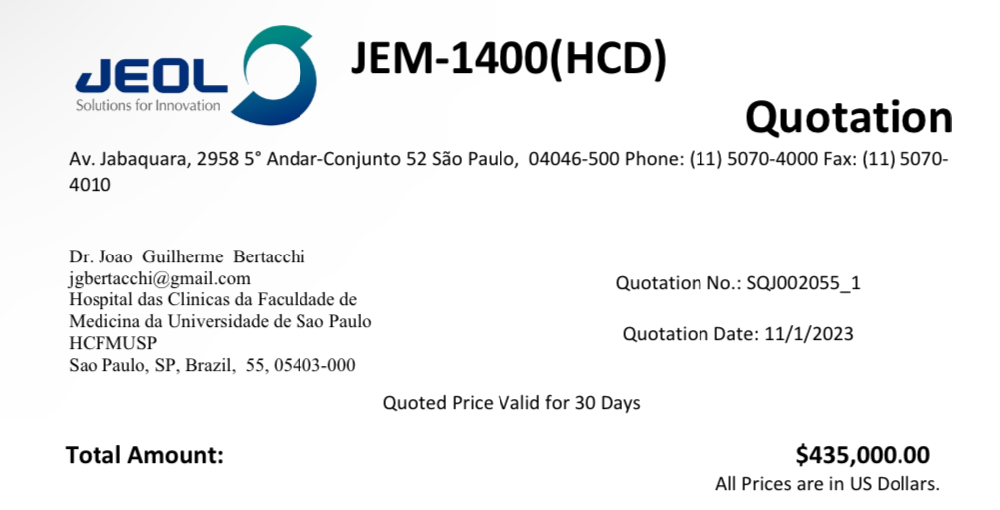 JEOL
Solutions for Innovation
JEM-1400(HCD)
Quotation
Av. Jabaquara, 2958 5° Andar-Conjunto 52 São Paulo, 04046-500 Phone: (11) 5070-4000 Fax: (11) 5070-
4010
Dr. Joao Guilherme Bertacchi
jgbertacchi@gmail.com
Hospital das Clinicas da Faculdade de
Medicina da Universidade de Sao Paulo
HCFMUSP
Sao Paulo, SP, Brazil, 55, 05403-000
Quotation No.: SQJ002055_1
Quotation Date: 11/1/2023
Quoted Price Valid for 30 Days
Total Amount: $435,000.00
All Prices are in US Dollars.